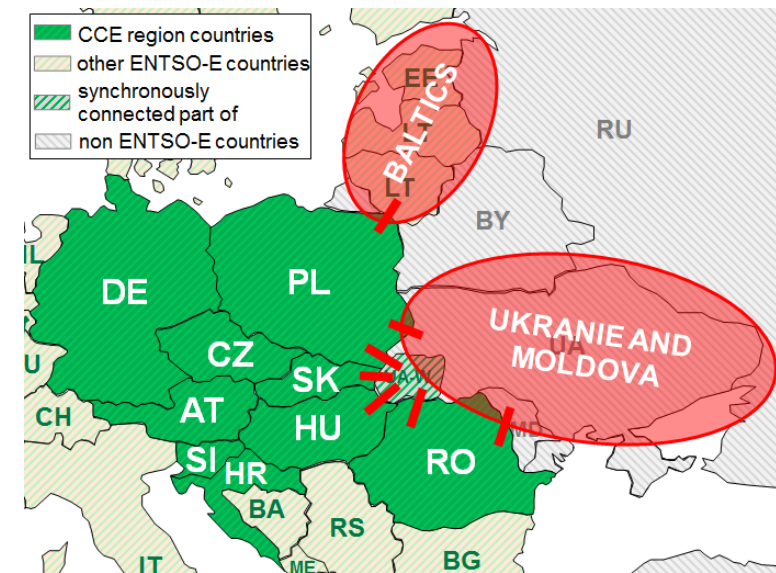 CCE region countries
other ENTSO-E countries
synchronously
connected part of
non ENTSO-E countries
EE
BALTICS
LT
RU
BY
DE
PL
UKRANIE AND
MOLDOVA
UA
CZ
SK
CH
AT
HU
MD
SI
HR
RO
BA
RS
IT
ME
BG